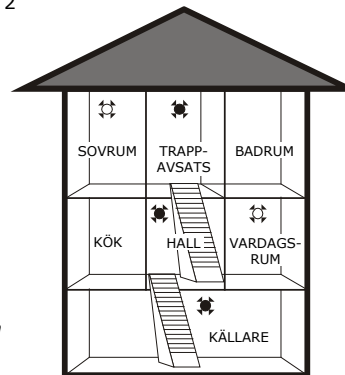 2
SOVRUM
TRAPP-
AVSATS
BADRUM
KÖK
HALL
VARDAGS-
RUM
KÄLLARE